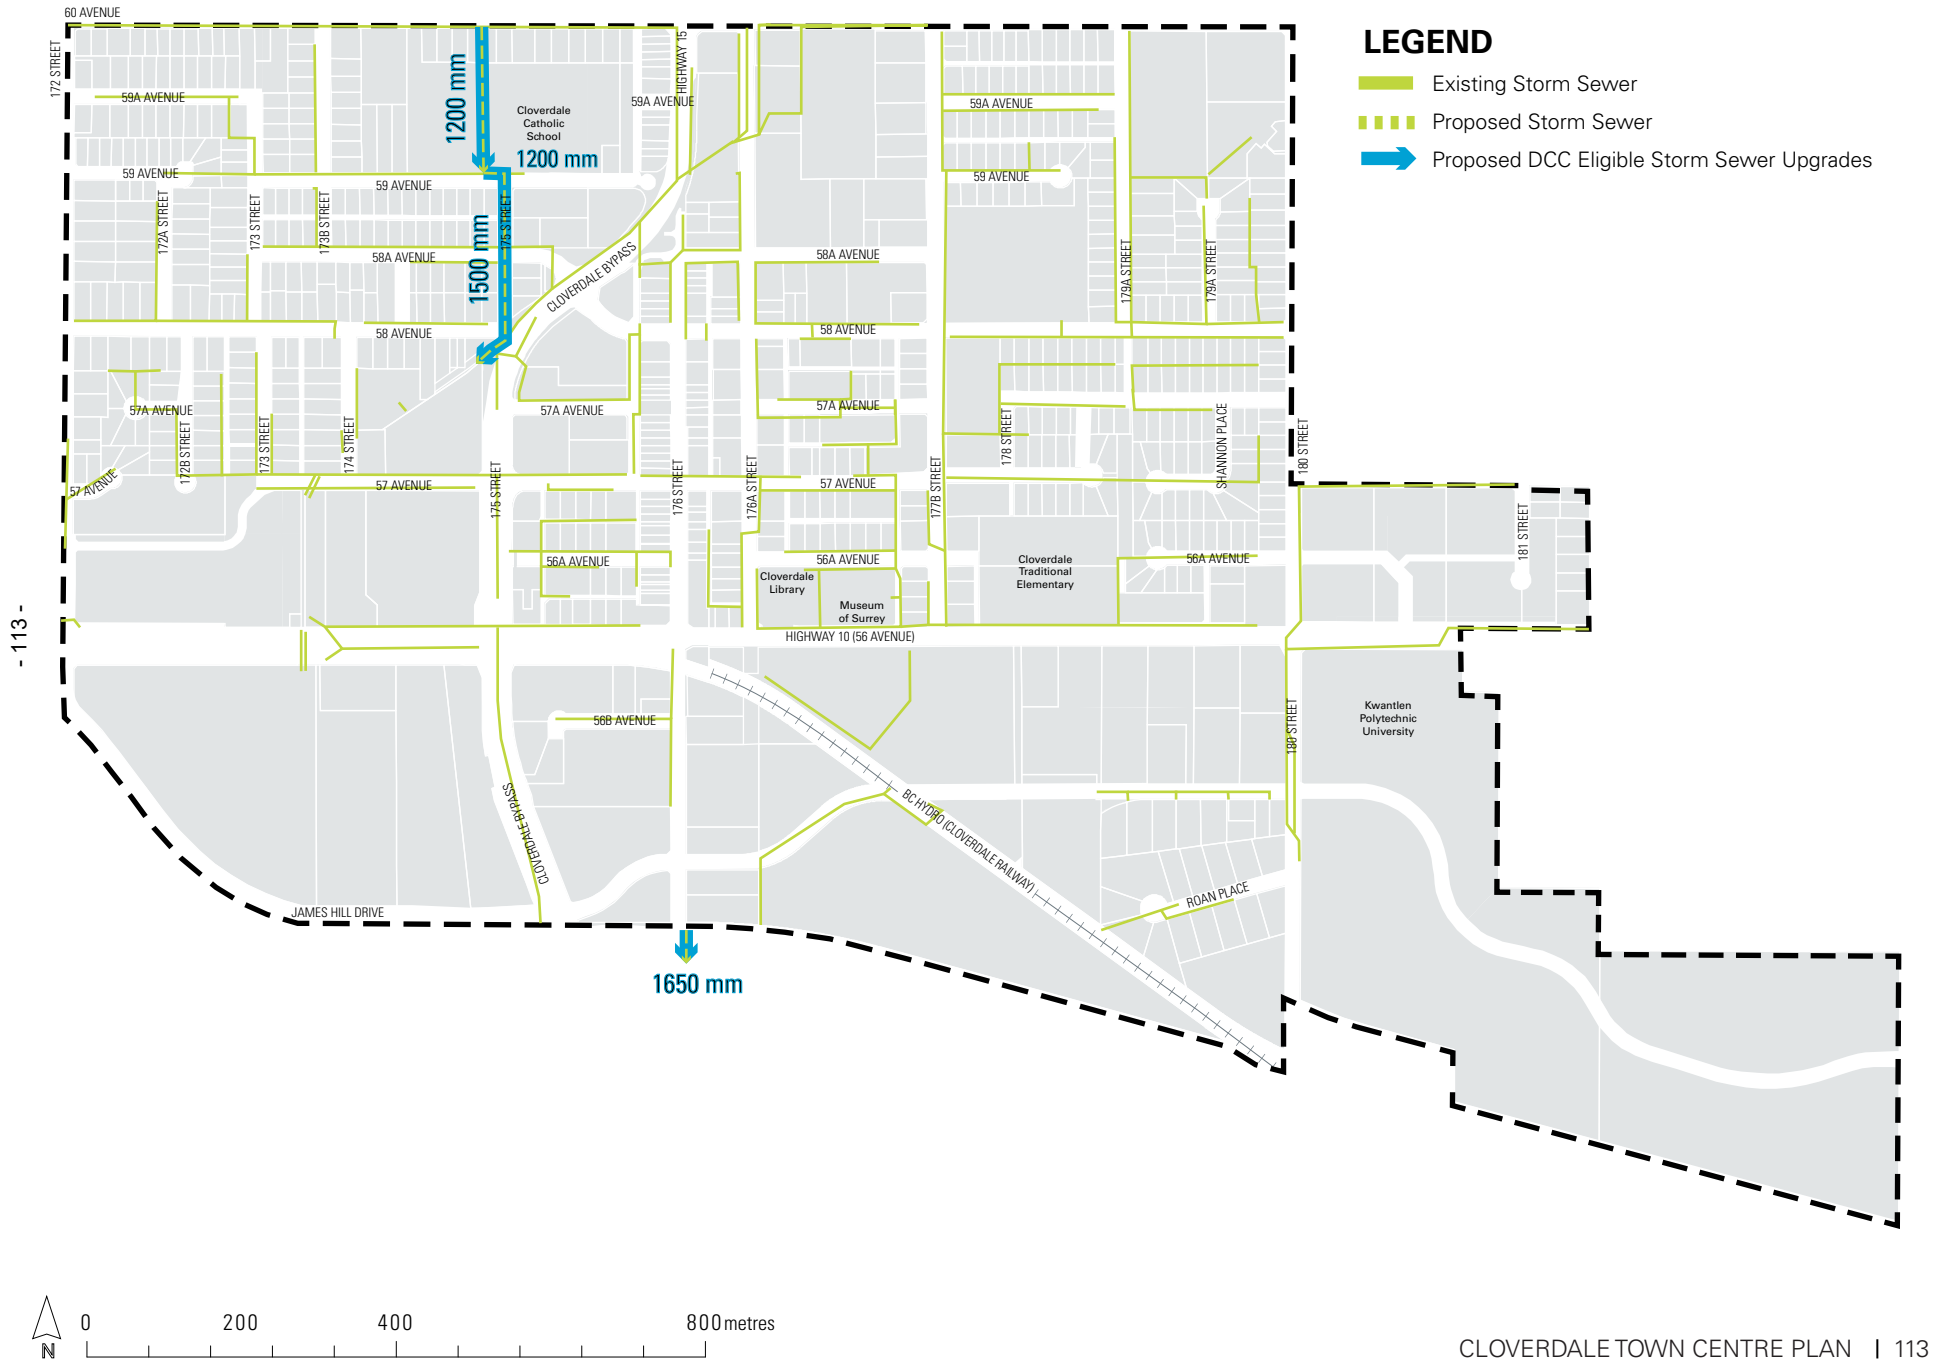 60 AVENUE
172 STREET
HIGHWAY 15
LEGEND
Existing Storm Sewer
Proposed Storm Sewer
Proposed DCC Eligible Storm Sewer Upgrades
1200 mm
59A AVENUE
Cloverdale
Catholic
School
59A AVENUE
59A AVENUE
1200 mm
59 AVENUE
59 AVENUE
59 AVENUE
172A STREET
173 STREET
173B STREET
175 STREET
1500 mm
58A AVENUE
CLOVERDALE BYPASS
58A AVENUE
179A STREET
179A STREET
58 AVENUE
58 AVENUE
57A AVENUE
57A AVENUE
57A AVENUE
172B STREET
173 STREET
174 STREET
178 STREET
SHANNON PLACE
180 STREET
57 AVENUE
57 AVENUE
175 STREET
176 STREET
176A STREET
57 AVENUE
177B STREET
181 STREET
56A AVENUE
56A AVENUE
56A AVENUE
Cloverdale
Library
Cloverdale
Traditional
Elementary
Museum
of Surrey
HIGHWAY 10 (56 AVENUE)
- 113 -
56B AVENUE
180 STREET
Kwantlen
Polytechnic
University
CLOVERDALE BYPASS
BC HYDRO (CLOVERDALE RAILWAY)
ROAN PLACE
JAMES HILL DRIVE
1650 mm
N
0 200 400 800 metres
CLOVERDALE TOWN CENTRE PLAN | 113